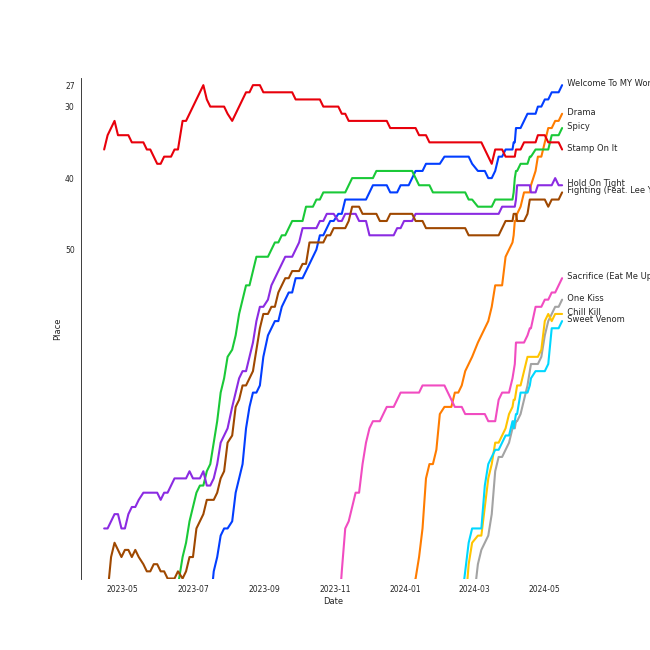 27
30
40
50
Place
Welcome To MY Wor
Drama
Spicy
Stamp On It
Hold On Tight
Fighting (Feat. Lee Y
Sacrifice (Eat Me Up
One Kiss
Chill Kill
Sweet Venom
2023-05 2023-07 2023-09 2023-11 2024-01 2024-03 2024-05
Date